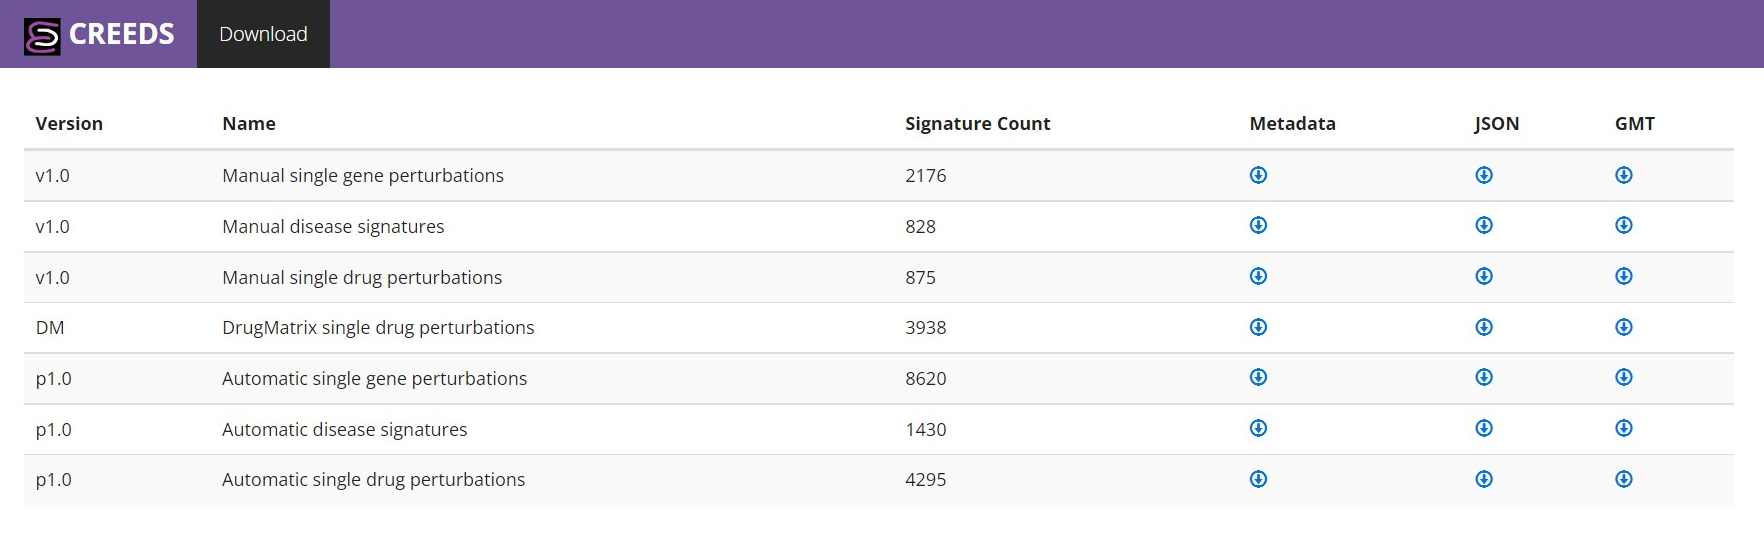 CREEDS Download
Version Name Signature Count Metadata JSON GMT
v1.0 Manual single gene perturbations 2176
v1.0 Manual disease signatures 828
v1.0 Manual single drug perturbations 875
DM DrugMatrix single drug perturbations 3938
p1.0 Automatic single gene perturbations 8620
p1.0 Automatic disease signatures 1430
p1.0 Automatic single drug perturbations 4295